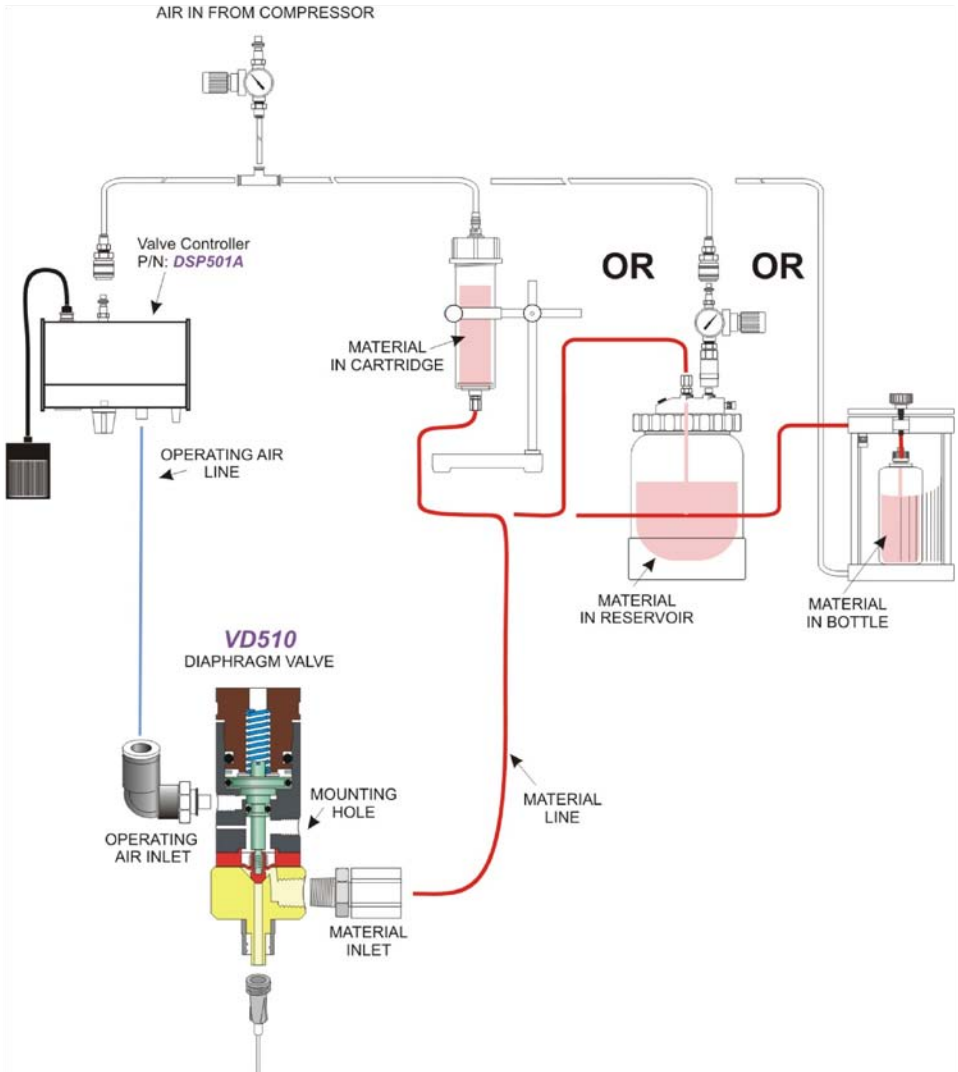 AIR IN FROM COMPRESSOR
Valve Controller
P/N: DSP501A
OR
OR
MATERIAL
IN CARTRIDGE
OPERATING AIR
LINE
MATERIAL
IN RESERVOIR
MATERIAL
IN BOTTLE
VD510
DIAPHRAGM VALVE
MOUNTING
HOLE
MATERIAL
LINE
OPERATING
AIR INLET
MATERIAL
INLET